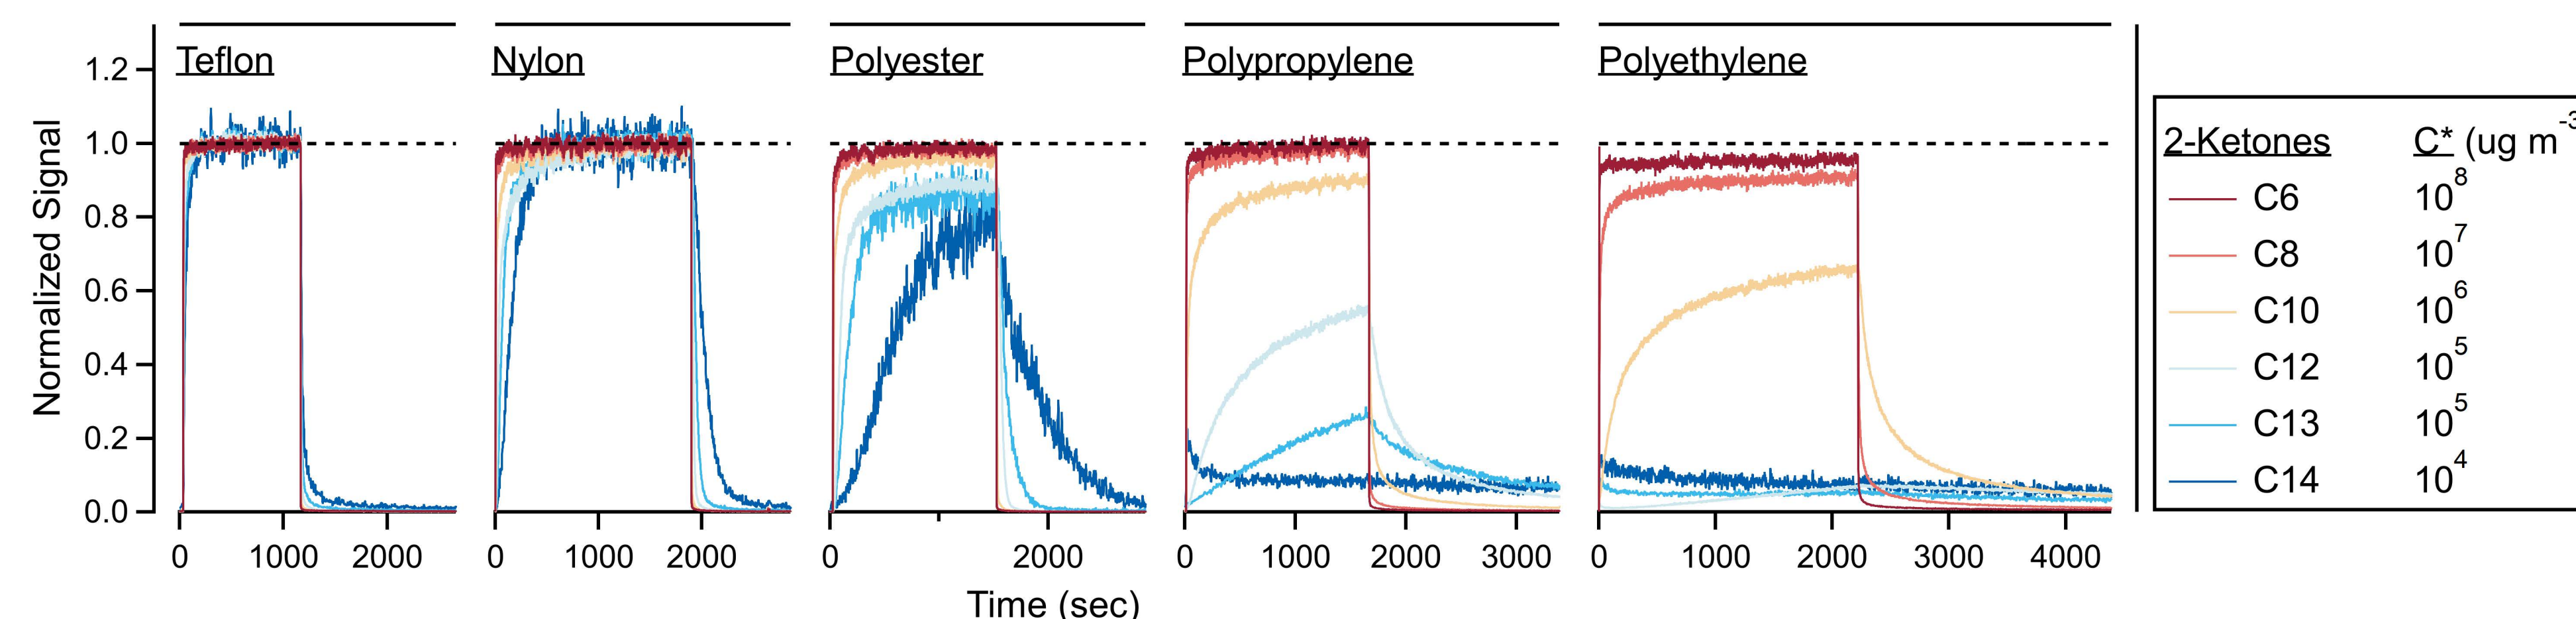 Teflon Nylon Polyester Polypropylene Polyethylene
Normalized Signal
1.2
1.0
0.8
0.6
0.4
0.2
0.0
0 1000 2000 0 1000 2000 0 2000 0 1000 2000 3000 0 1000 2000 3000 4000
Time (sec)
2-Ketones C* (ug m-3
C6 10^8
C8 10^7
C10 10^6
C12 10^5
C13 10^5
C14 10^4